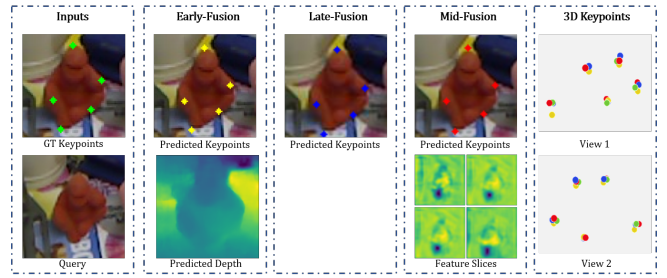 Inputs
Early-Fusion
Late-Fusion
Mid-Fusion
3D Keypoints
GT Keypoints
Predicted Keypoints
Predicted Keypoints
Predicted Keypoints
View 1
Query
Predicted Depth
Feature Slices
View 2